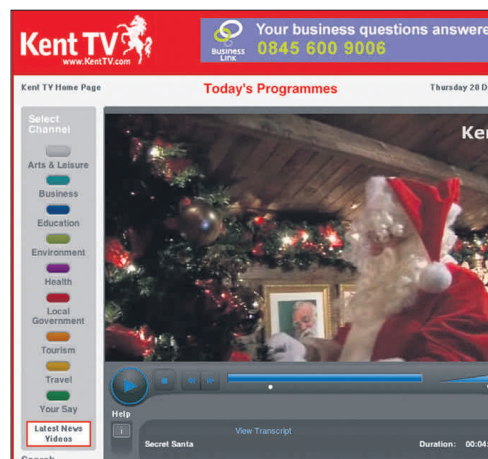 Kent TV
www.KentTV.com
Business
Link
Your business questions answere
0845 600 9006
Kent TV Home Page
Today's Programmes
Thursday 20 D
Select
Channel
Arts & Leisure
Business
Education
Environment
Health
Local
Government
Tourism
Travel
Your Say
Latest News
Videos
Search
Ken
Help
i
View Transcript
Secret Santa
Duration: 00:04: